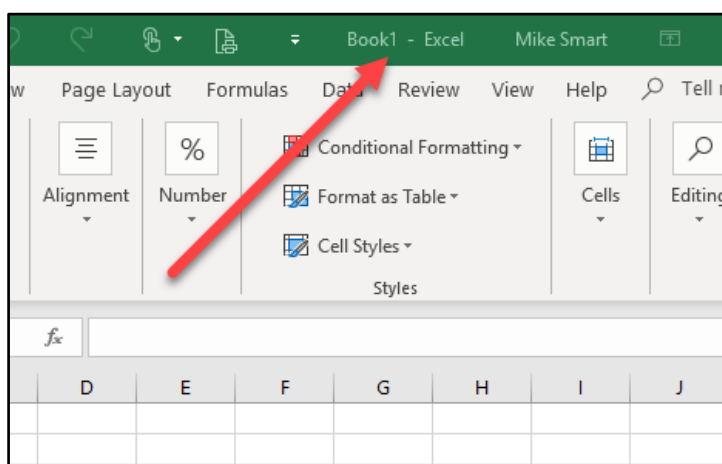 Book1 - Excel Mike Smart
w Page Layout Formulas Data Review View Help Tell
% Conditional Formatting
Alignment Number Format as Table Cells Editing
Cell Styles
Styles
fx
D E F G H I J